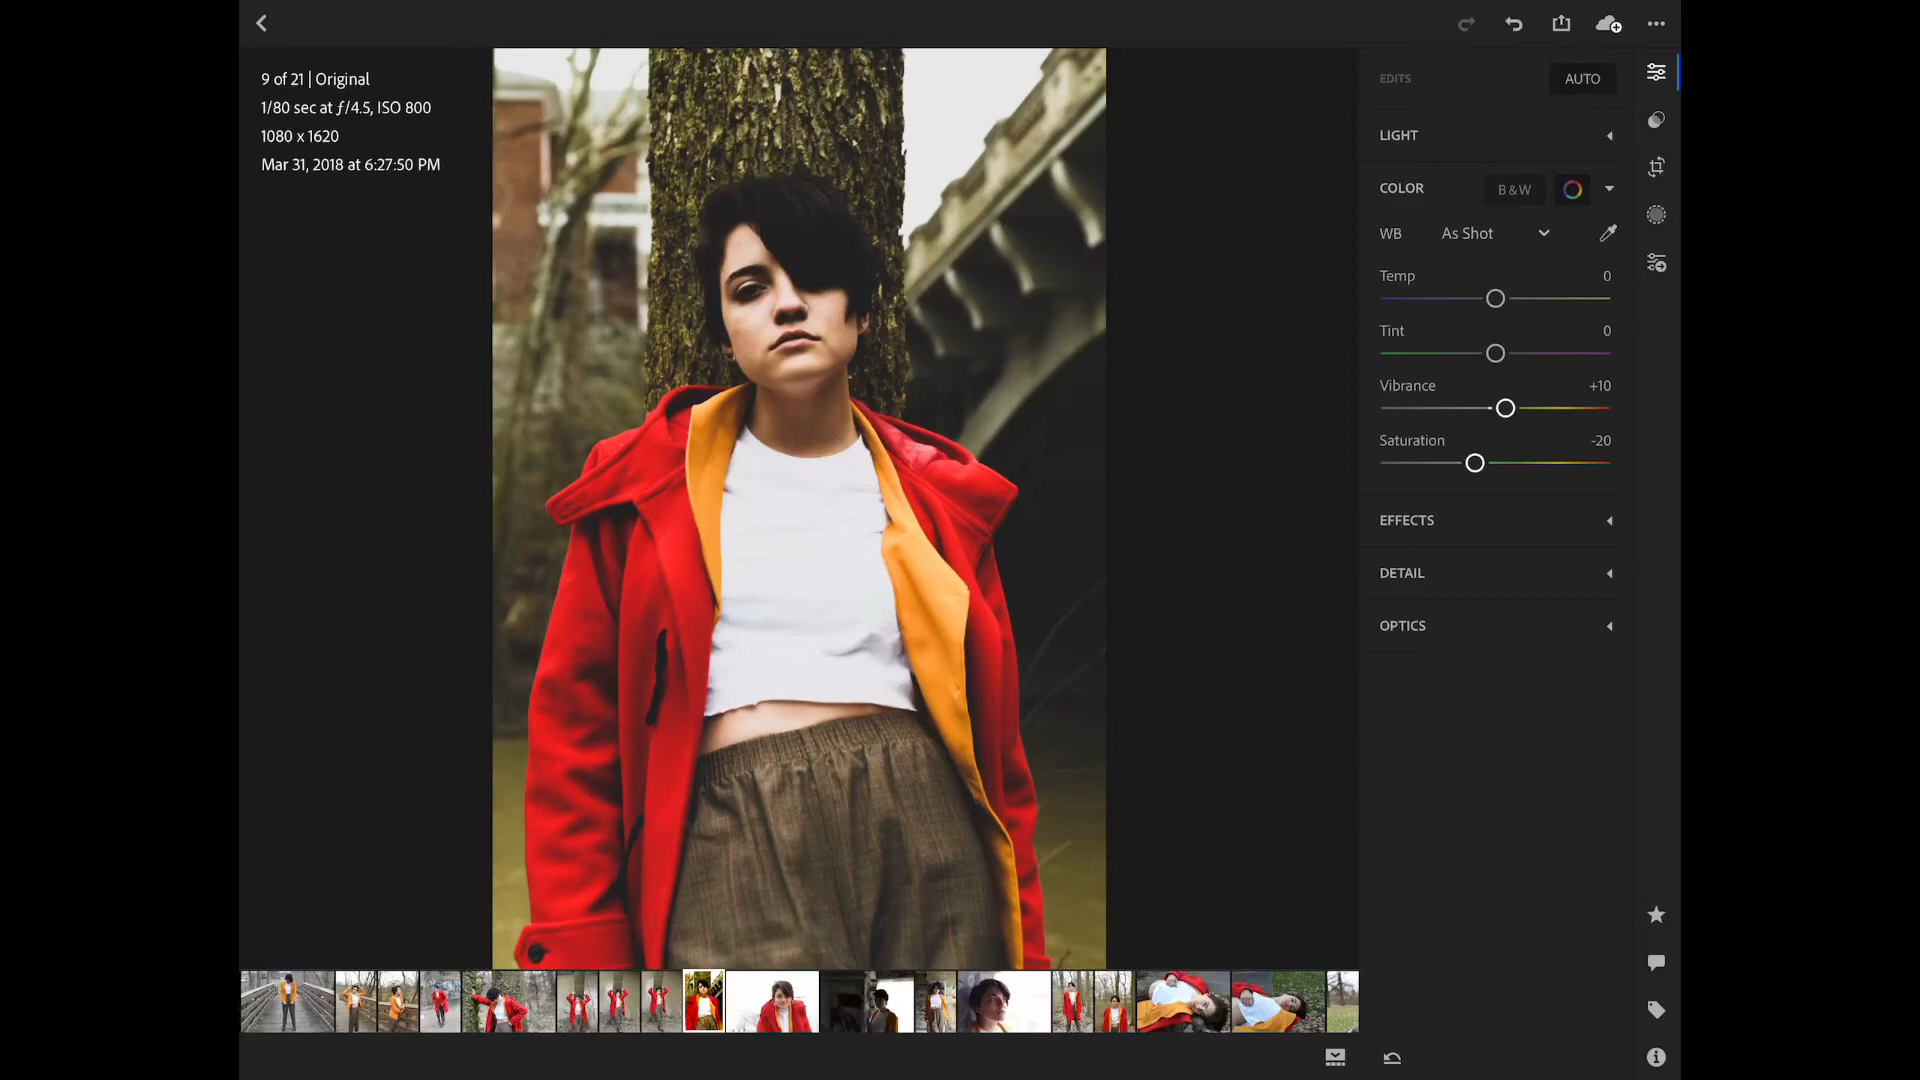 9 of 21 | Original
1/80 sec at ƒ/4.5, ISO 800
1080 x 1620
Mar 31, 2018 at 6:27:50 PM
EDITS
AUTO
LIGHT
COLOR
B&W
WB
As Shot
Temp
0
Tint
0
Vibrance
+10
Saturation
-20
EFFECTS
DETAIL
OPTICS